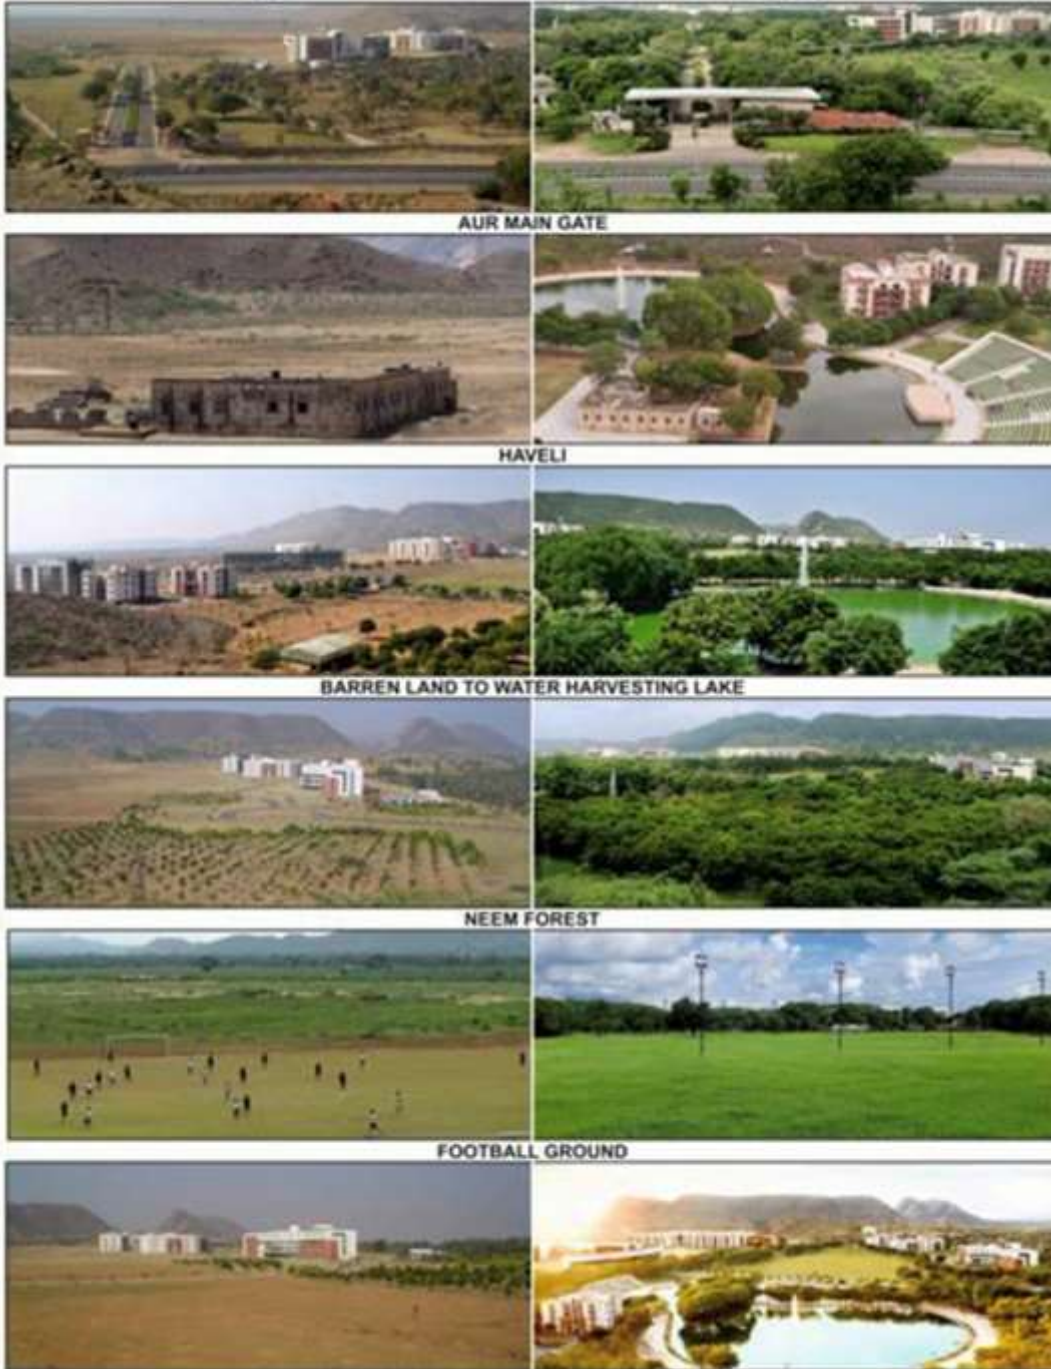 AUR MAIN GATE
HAVELI
BARREN LAND TO WATER HARVESTING LAKE
NEEM FOREST
FOOTBALL GROUND